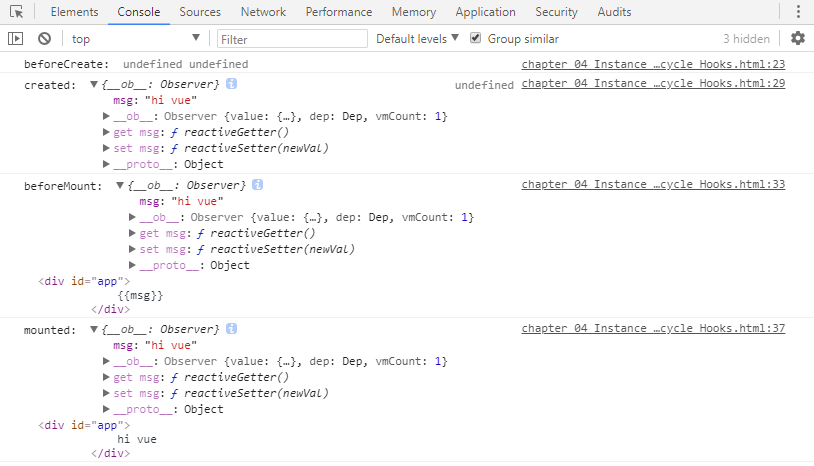 Elements Console Sources Network Performance Memory Application Security Audits
top Filter Default levels Group similar 3 hidden
beforeCreate: undefined undefined chapter 04 Instance …cycle Hooks.html:23
created: {__ob__: Observer} undefined chapter 04 Instance …cycle Hooks.html:29
msg: "hi vue"
__ob__: Observer {value: {…}, dep: Dep, vmCount: 1}
get msg: ƒ reactiveGetter()
set msg: ƒ reactiveSetter(newVal)
__proto__: Object
beforeMount: {__ob__: Observer} chapter 04 Instance …cycle Hooks.html:33
msg: "hi vue"
__ob__: Observer {value: {…}, dep: Dep, vmCount: 1}
get msg: ƒ reactiveGetter()
set msg: ƒ reactiveSetter(newVal)
__proto__: Object
<div id="app">
{{msg}}
</div>
mounted: {__ob__: Observer} chapter 04 Instance …cycle Hooks.html:37
msg: "hi vue"
__ob__: Observer {value: {…}, dep: Dep, vmCount: 1}
get msg: ƒ reactiveGetter()
set msg: ƒ reactiveSetter(newVal)
__proto__: Object
<div id="app">
hi vue
</div>